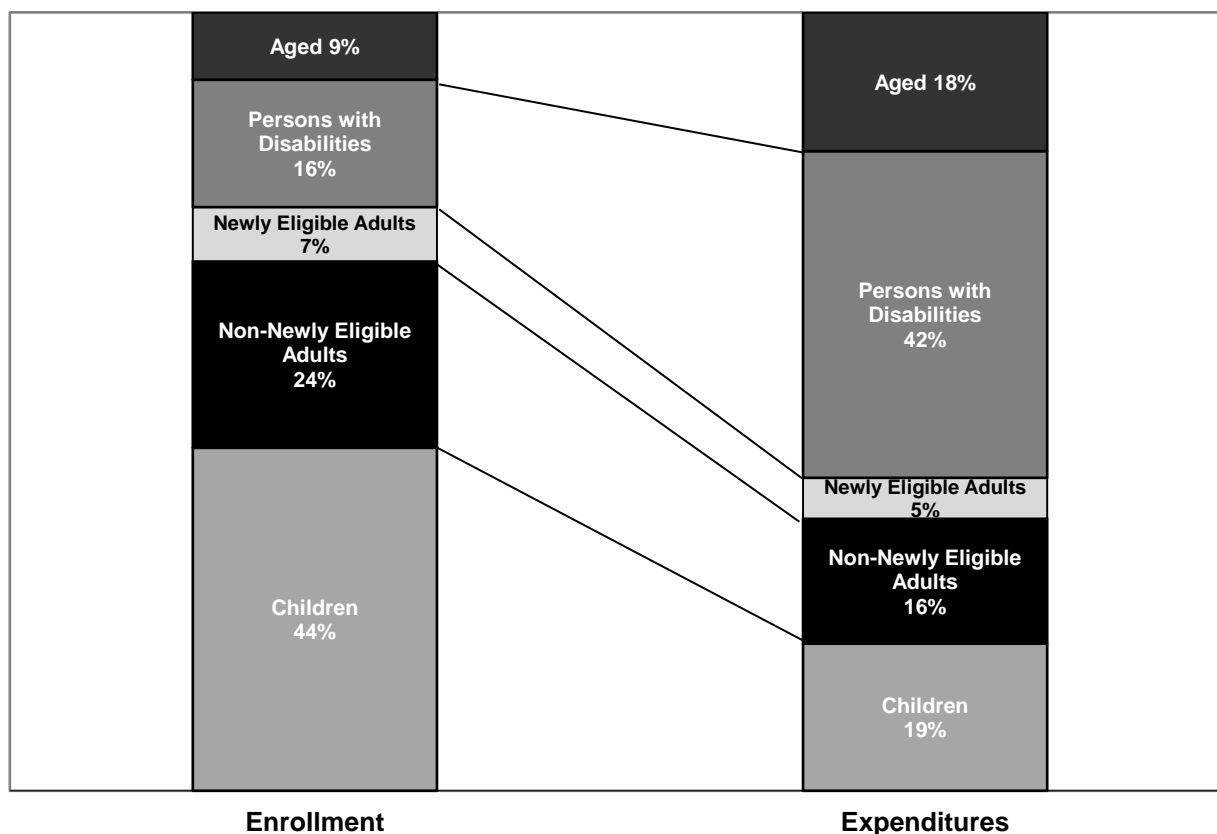 Aged 9%
Persons with
Disabilities
16%
Newly Eligible Adults
7%
Non-Newly Eligible
Adults
24%
Children
44%
Enrollment
Aged 18%
Persons with
Disabilities
42%
Newly Eligible Adults
5%
Non-Newly Eligible
Adults
16%
Children
19%
Expenditures